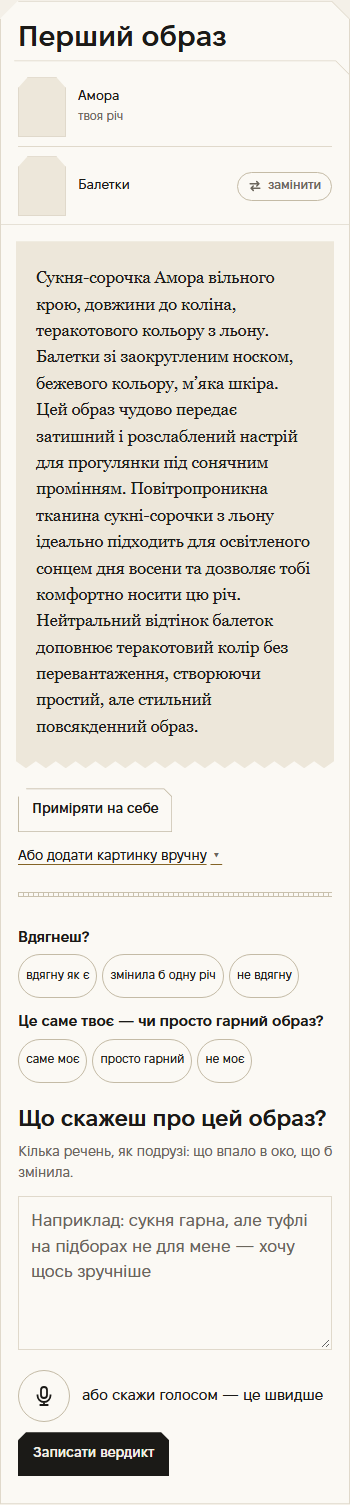 Перший образ
Амора
твоя річ
Балетки
⇄ замінити
Сукня-сорочка Амора вільного
крою, довжини до коліна,
теракотового кольору з льону.
Балетки зі заокругленим носком,
бежевого кольору, м’яка шкіра.
Цей образ чудово передає
затишний і розслаблений настрій
для прогулянки під сонячним
промінням. Повітропроникна
тканина сукні-сорочки з льону
ідеально підходить для освітленого
сонцем дня восени та дозволяє тобі
комфортно носити цю річ.
Нейтральний відтінок балеток
доповнює теракотовий колір без
перевантаження, створюючи
простий, але стильний
повсякденний образ.
Приміряти на себе
Або додати картинку вручну ▾
Вдягнеш?
вдягну як є
змінила б одну річ
не вдягну
Це саме твоє — чи просто гарний образ?
саме моє
просто гарний
не моє
Що скажеш про цей образ?
Кілька речень, як подрузі: що впало в око, що б
змінила.
Наприклад: сукня гарна, але туфлі
на підборах не для мене — хочу
щось зручніше
або скажи голосом — це швидше
Записати вердикт